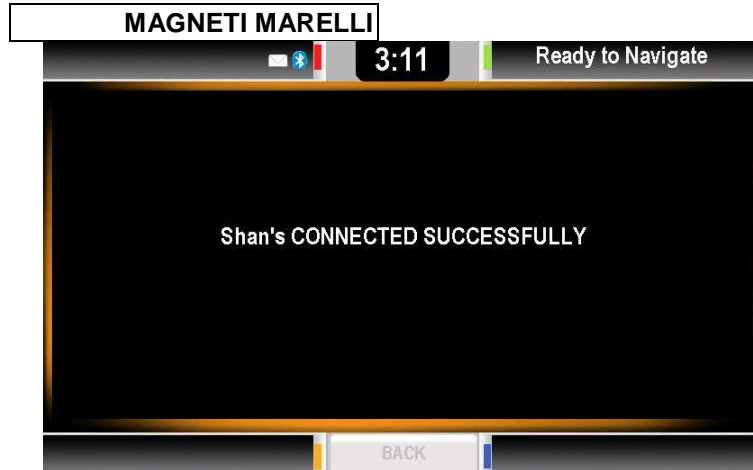 MAGNETI MARELLI
3:11
Ready to Navigate
Shan's CONNECTED SUCCESSFULLY
BACK